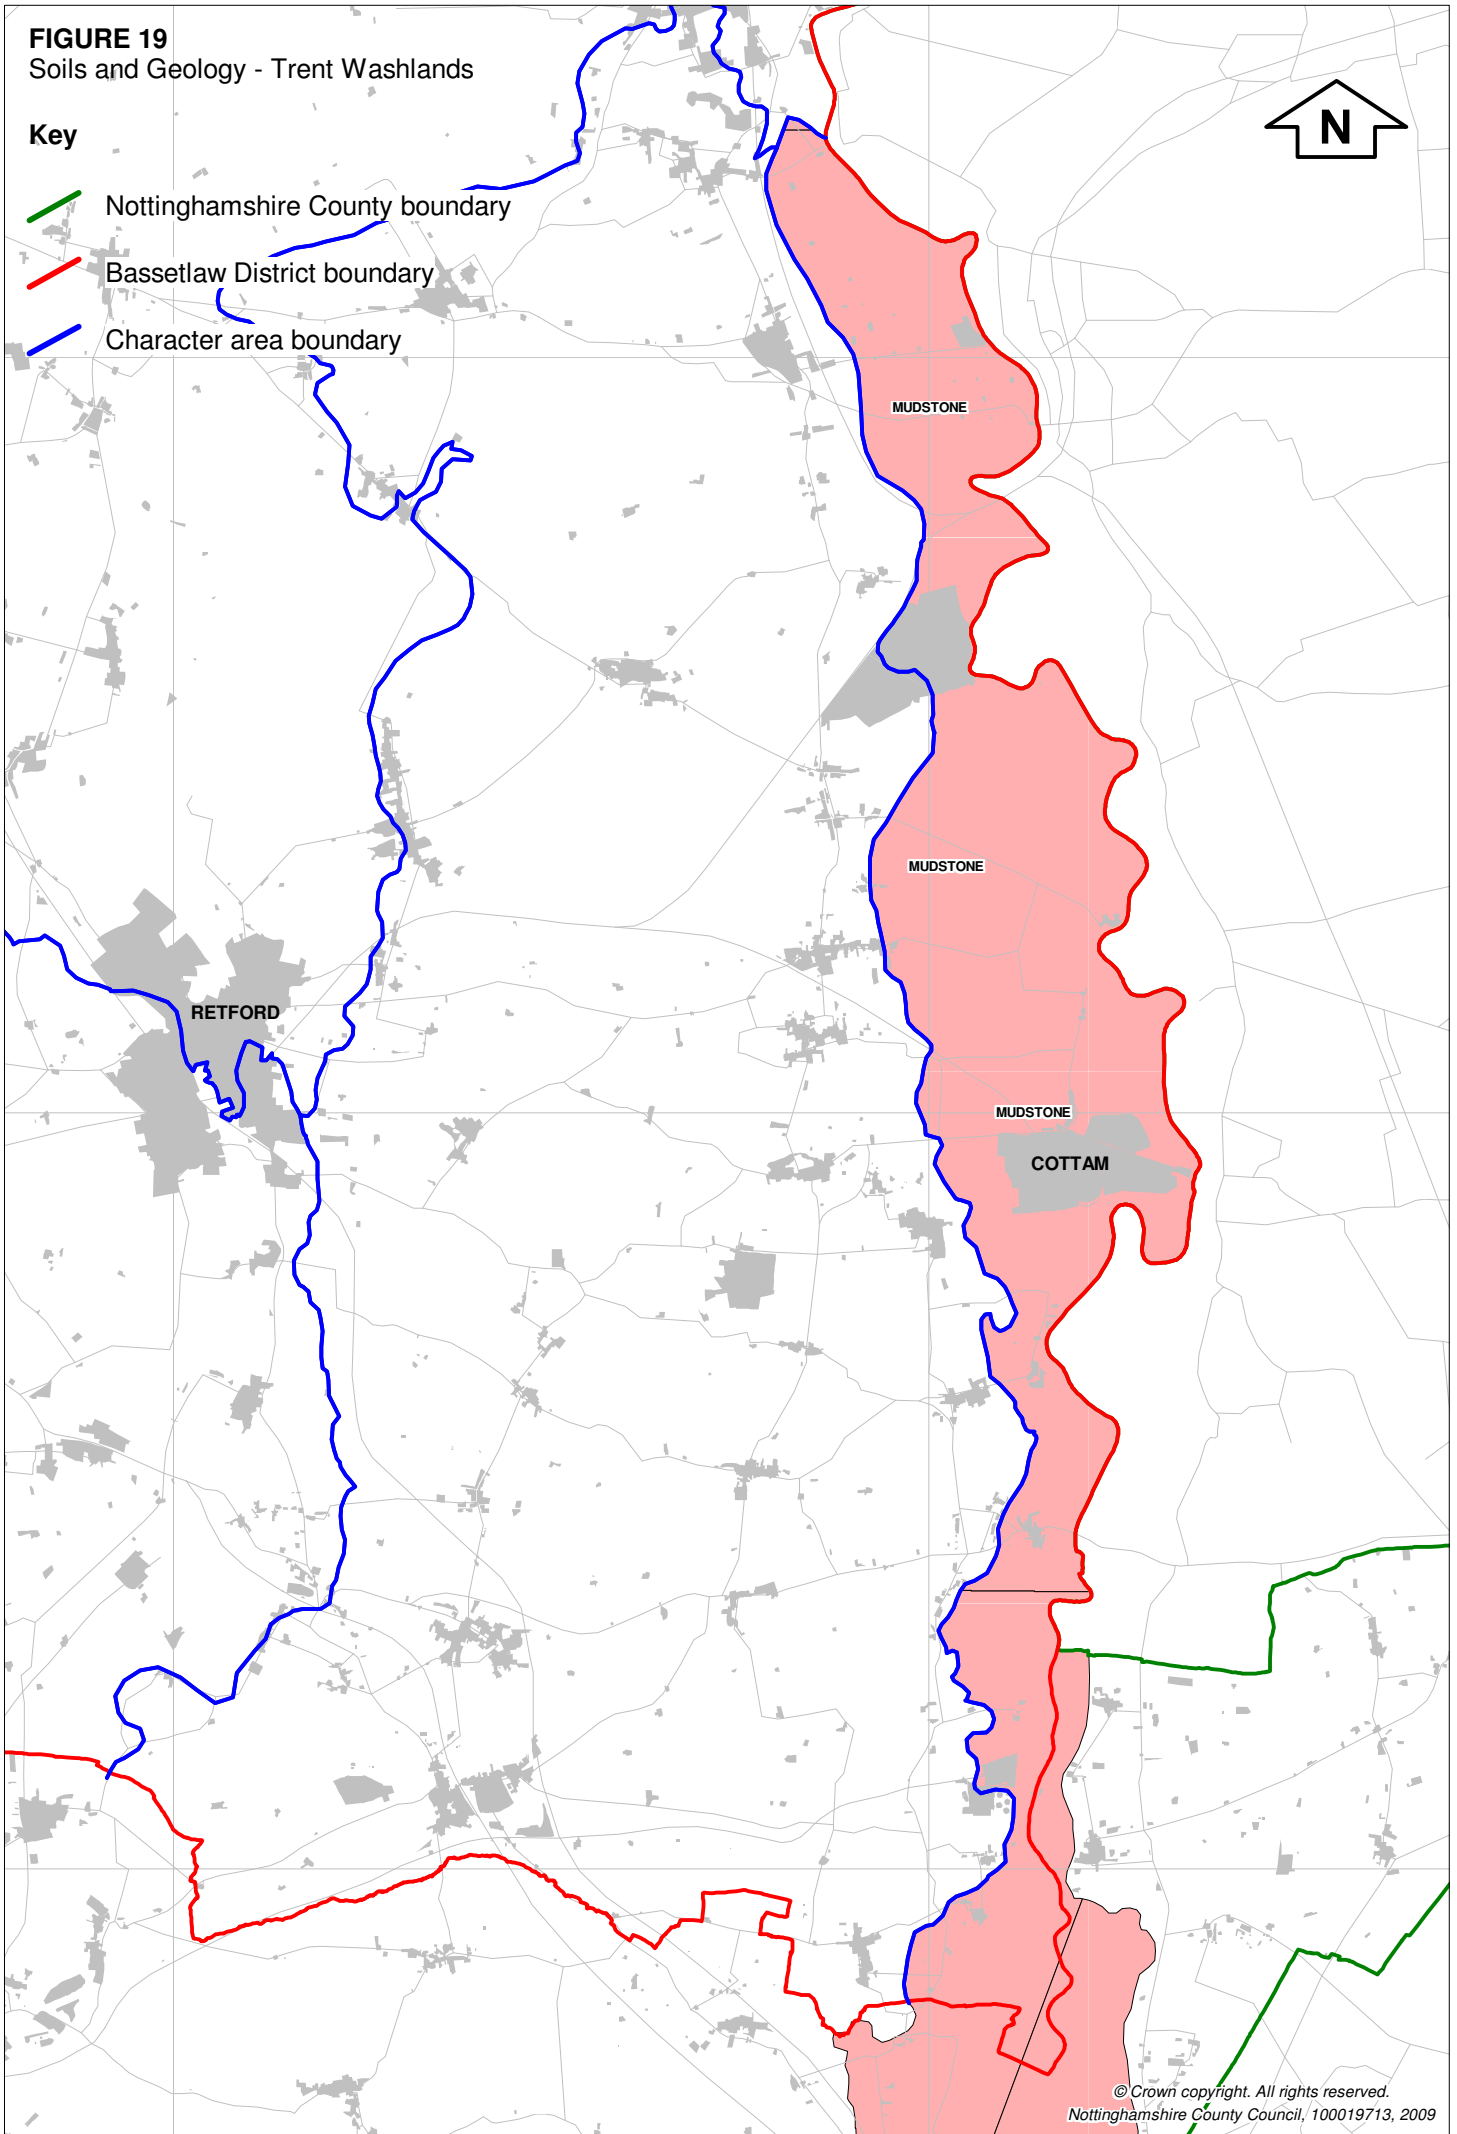 FIGURE 19
Soils and Geology - Trent Washlands
N
Key
Nottinghamshire County boundary
Bassetlaw District boundary
Character area boundary
MUDSTONE
MUDSTONE
RETFORD
MUDSTONE
COTTAM
© Crown copyright. All rights reserved.
Nottinghamshire County Council, 100019713, 2009